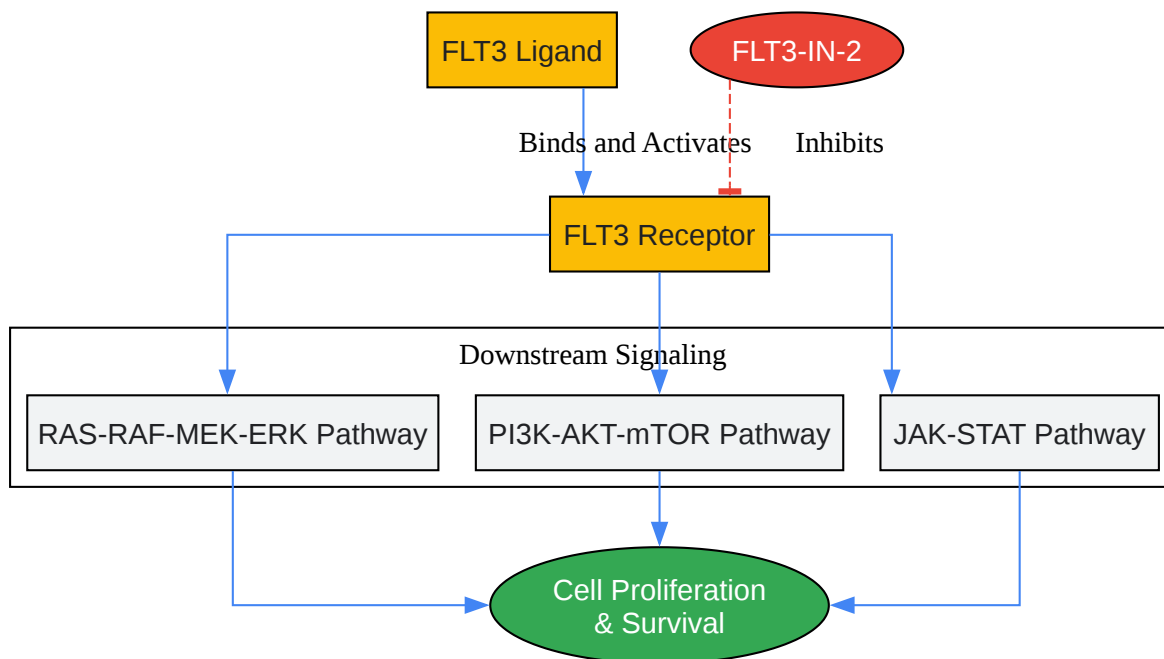 FLT3 Ligand
FLT3-IN-2
Binds and Activates
Inhibits
FLT3 Receptor
Downstream Signaling
RAS-RAF-MEK-ERK Pathway
PI3K-AKT-mTOR Pathway
JAK-STAT Pathway
Cell Proliferation
& Survival